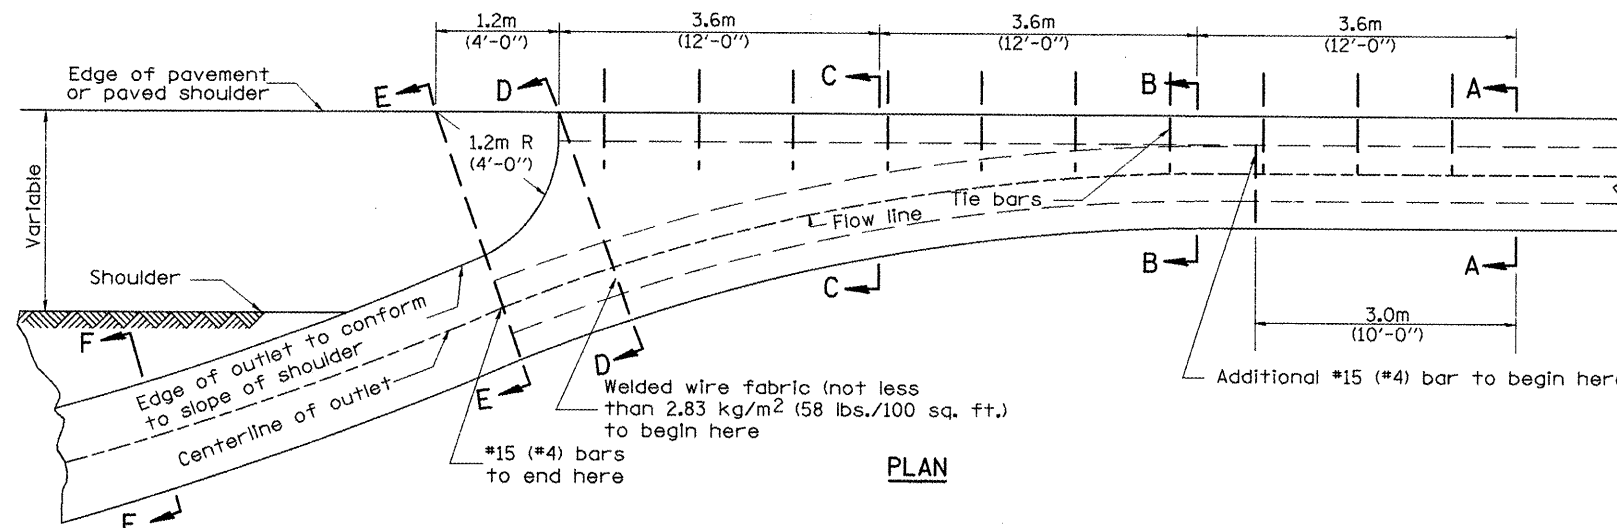 1.2m
(4'-0'')
3.6m
(12'-0'')
3.6m
(12'-0'')
3.6m
(12'-0'')
Edge of pavement
or paved shoulder
E
D
C
B
A
1.2m R
(4'-0'')
Variable
Tie bars
Flow line
Shoulder
C
B
A
3.0m
(10'-0'')
F
Edge of outlet to conform
to slope of shoulder
D
E
Centerline of outlet
Welded wire fabric (not less
than 2.83 kg/m² (58 lbs./100 sq. ft.)
to begin here
Additional #15 (#4) bar to begin here
#15 (#4) bars
to end here
PLAN
F